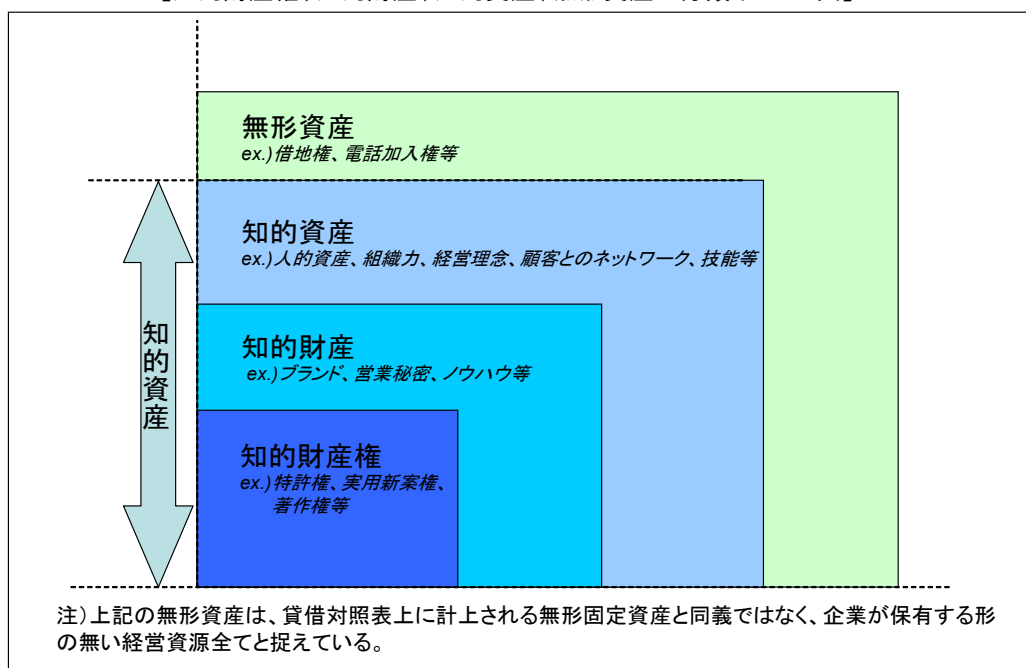 無形資産
ex.)借地権、電話加入権等
知的資産
ex.)人的資産、組織力、経営理念、顧客とのネットワーク、技能等
知的資産
知的財産
ex.)ブランド、営業秘密、ノウハウ等
知的財産権
ex.)特許権、実用新案権、
著作権等
注)上記の無形資産は、貸借対照表上に計上される無形固定資産と同義ではなく、企業が保有する形
の無い経営資源全てと捉えている。